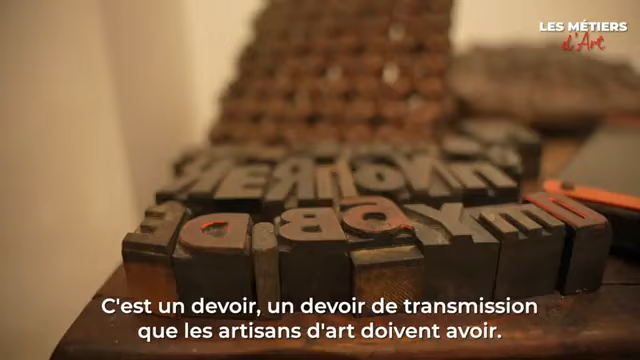 LES MÉTIERS
d'Art
C'est un devoir, un devoir de transmission
que les artisans d'art doivent avoir.